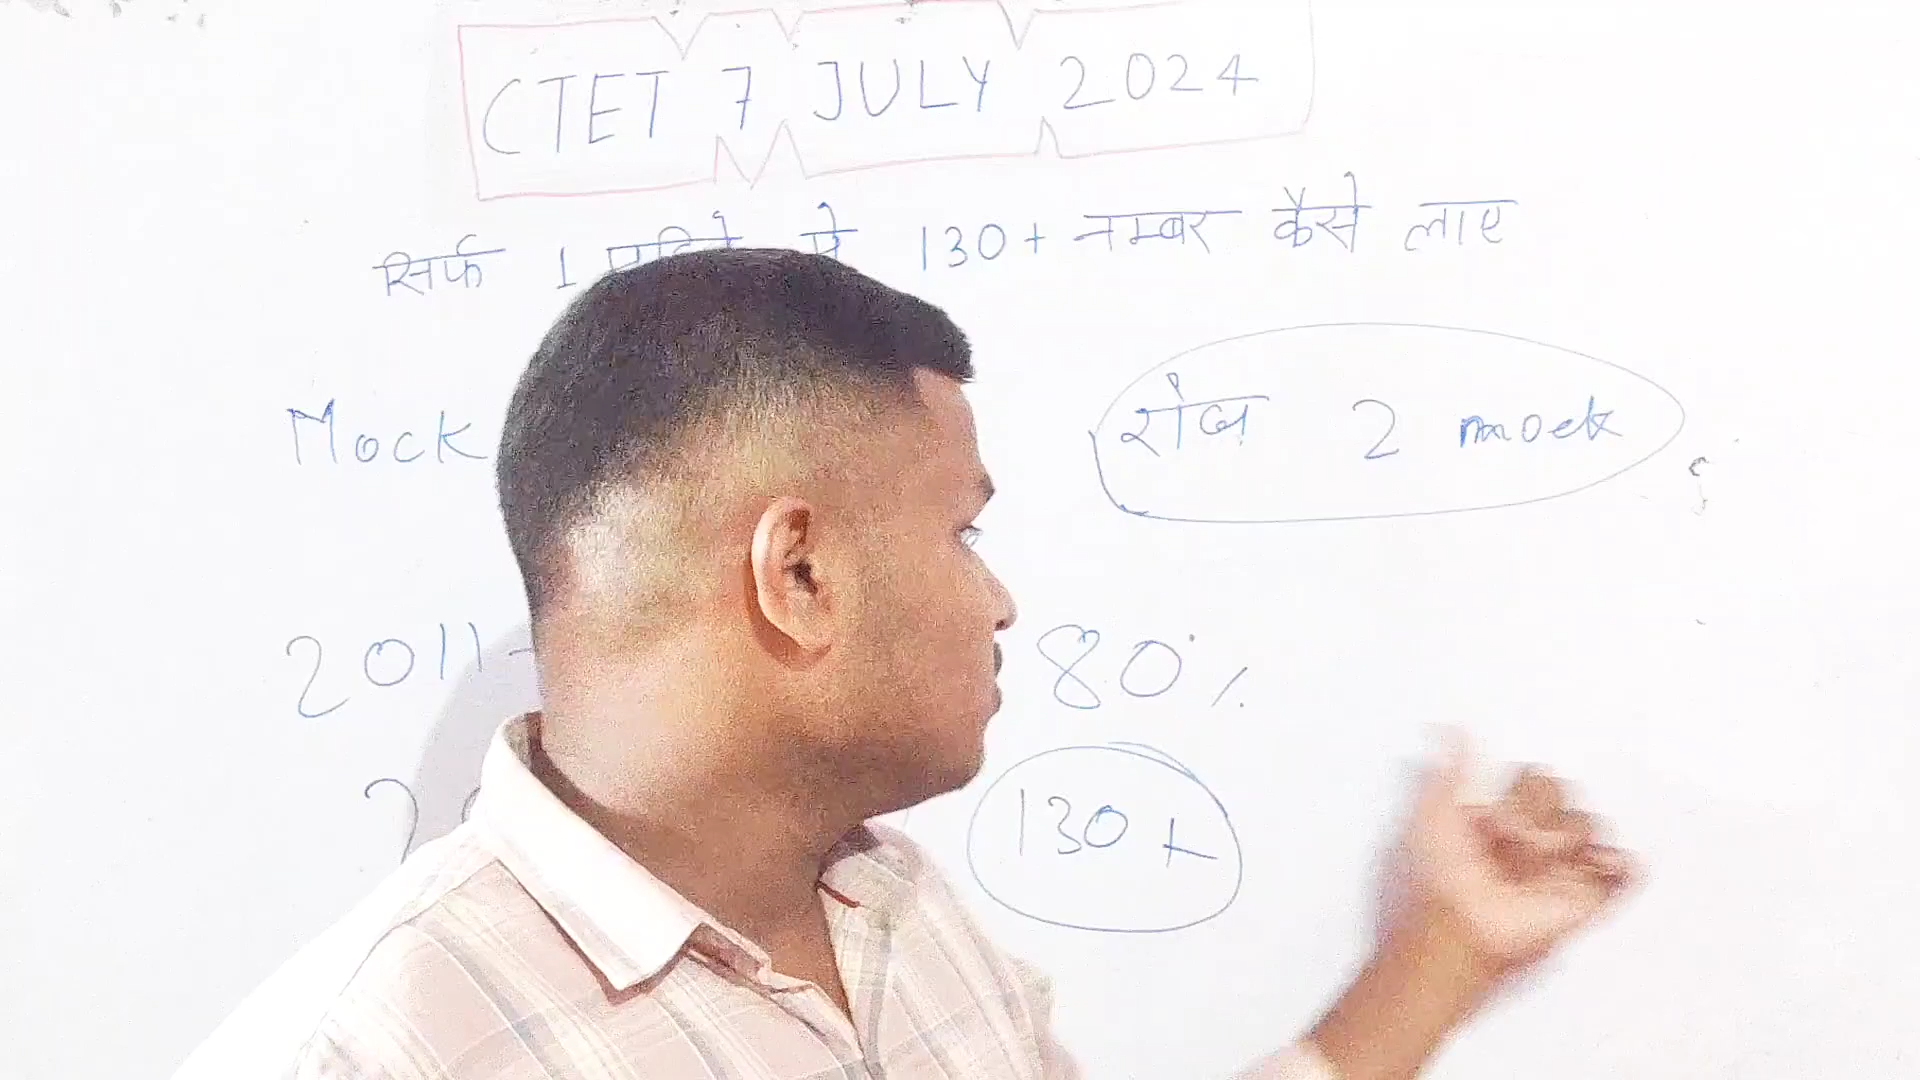 CTET 7 JULY 2024
सिर्फ 1 में 130+ नम्बर कैसे लाए
Mock
रोज 2 mock
2011-
80%
130+